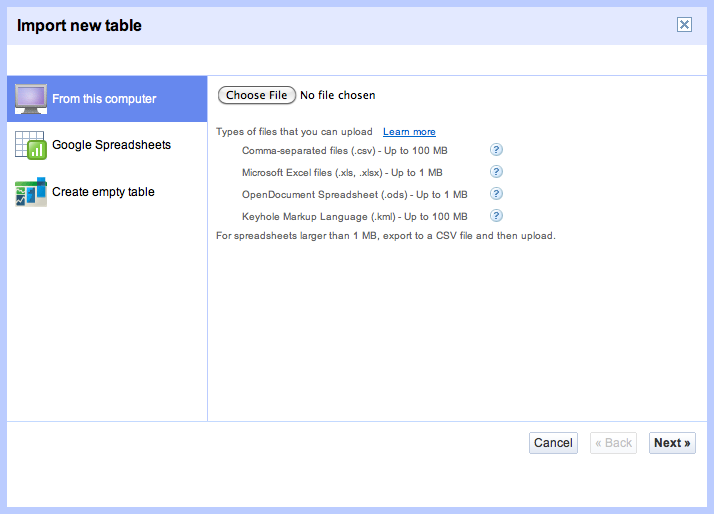 Import new table
From this computer
Google Spreadsheets
Create empty table
Choose File No file chosen
Types of files that you can upload Learn more
Comma-separated files (.csv) - Up to 100 MB ?
Microsoft Excel files (.xls, .xlsx) - Up to 1 MB ?
OpenDocument Spreadsheet (.ods) - Up to 1 MB ?
Keyhole Markup Language (.kml) - Up to 100 MB ?
For spreadsheets larger than 1 MB, export to a CSV file and then upload.
Cancel « Back Next »